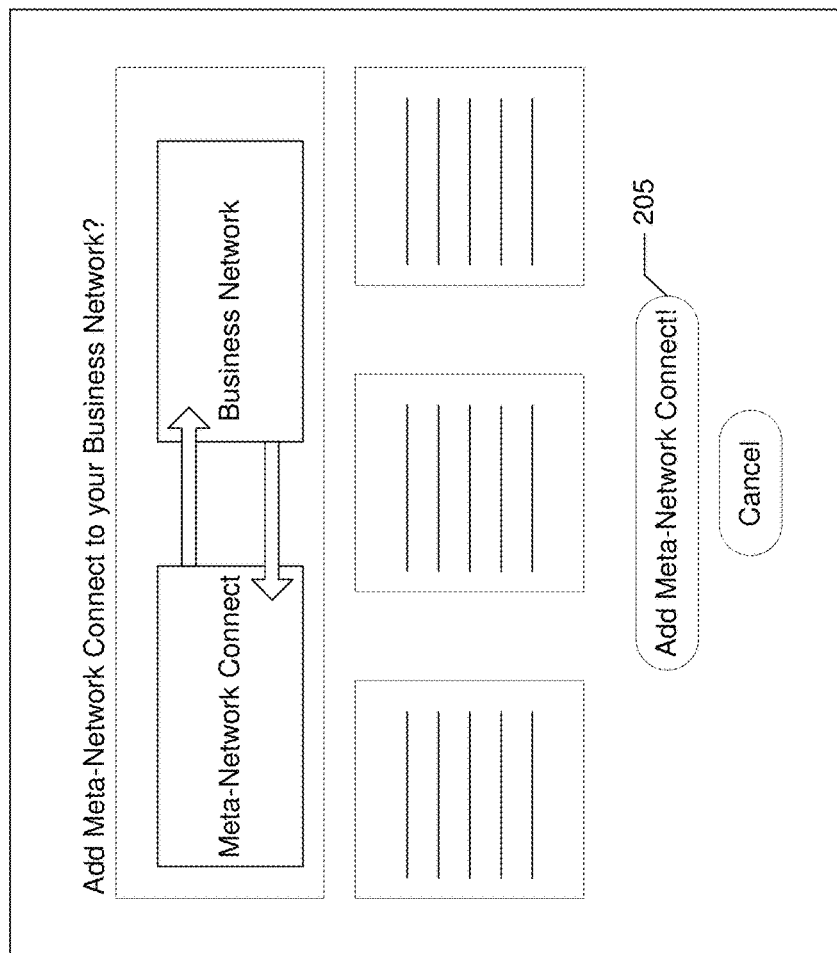 Add Meta-Network Connect to your Business Network?
Meta-Network Connect
Business Network
Add Meta-Network Connect!
205
Cancel